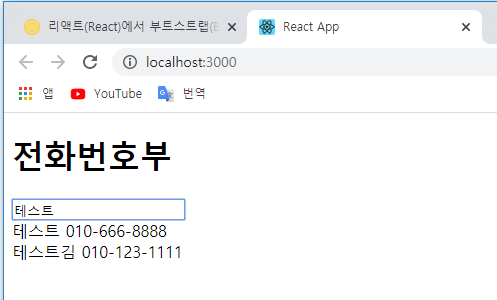 리액트(React)에서 부트스트랩(B
React App
localhost:3000
앱 YouTube 번역
전화번호부
테스트
테스트 010-666-8888
테스트김 010-123-1111